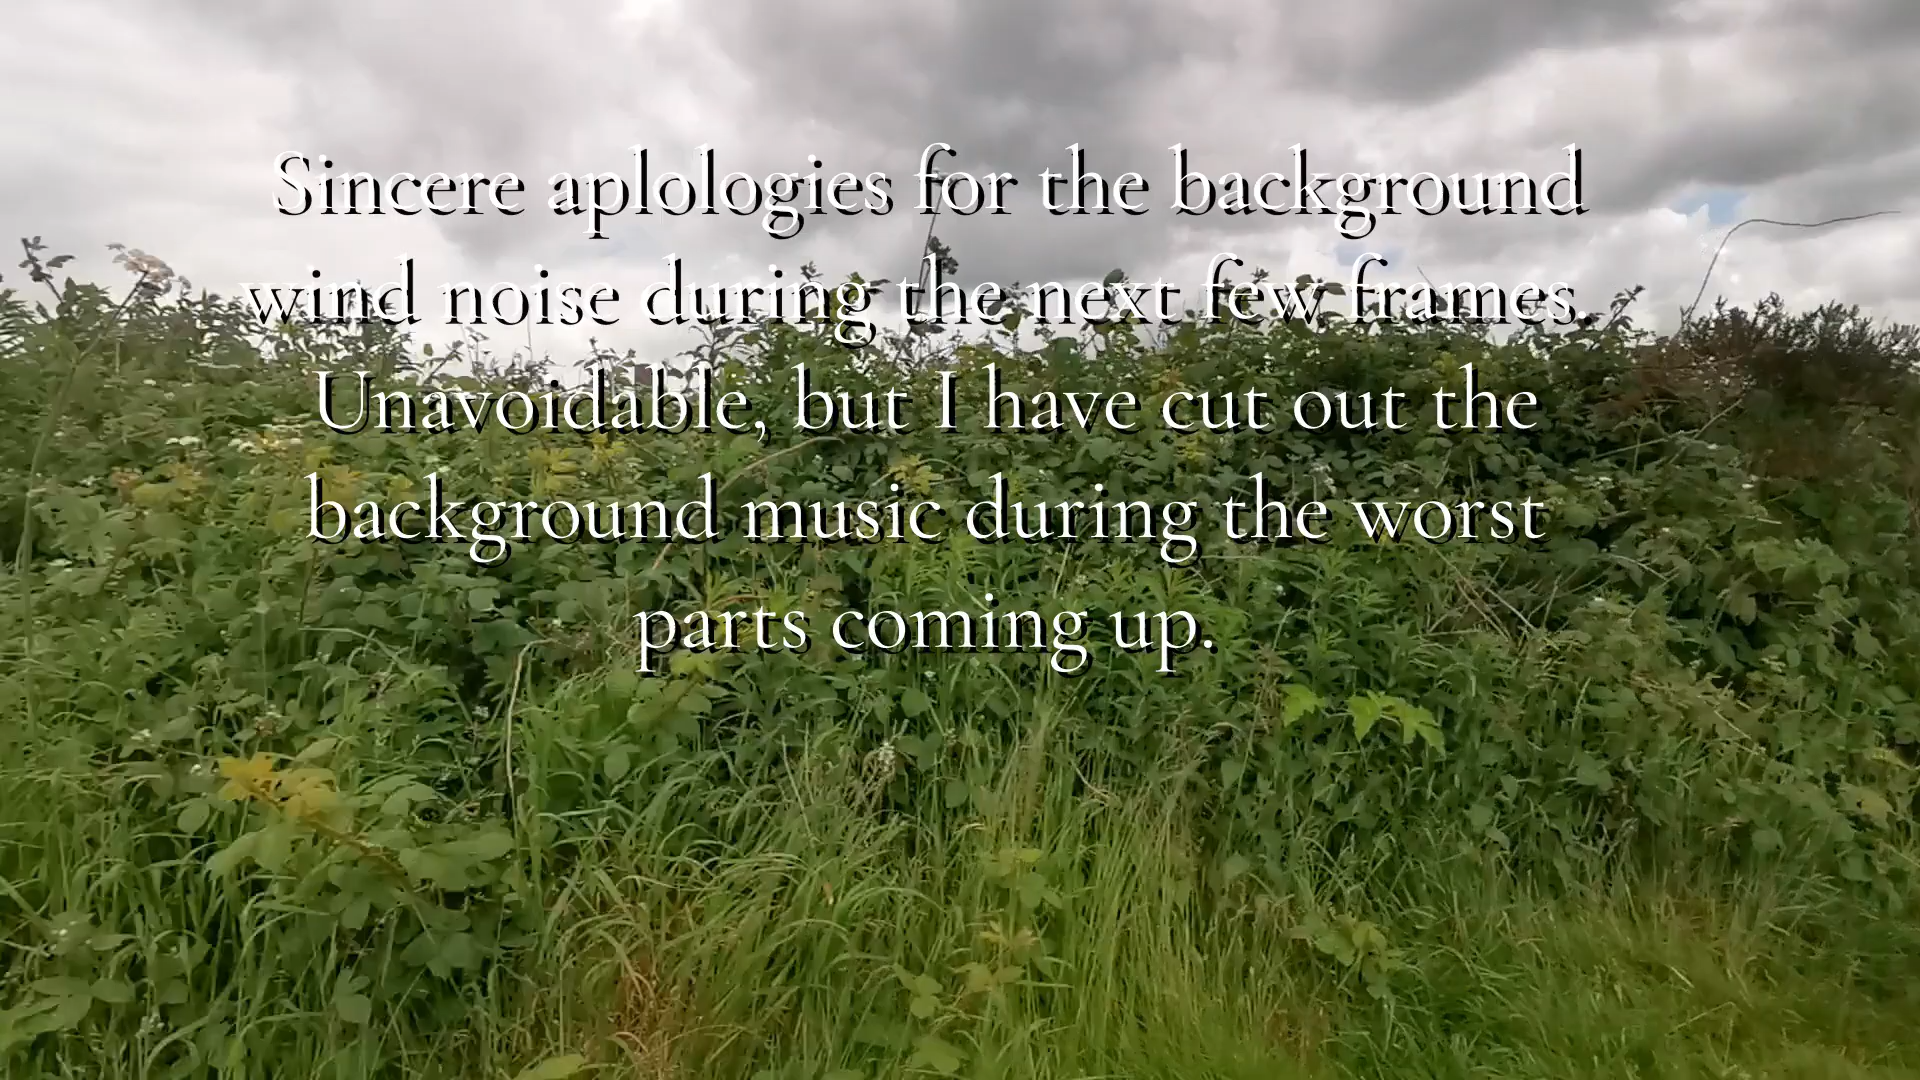 Sincere aplologies for the background
wind noise during the next few frames.
Unavoidable, but I have cut out the
background music during the worst
parts coming up.